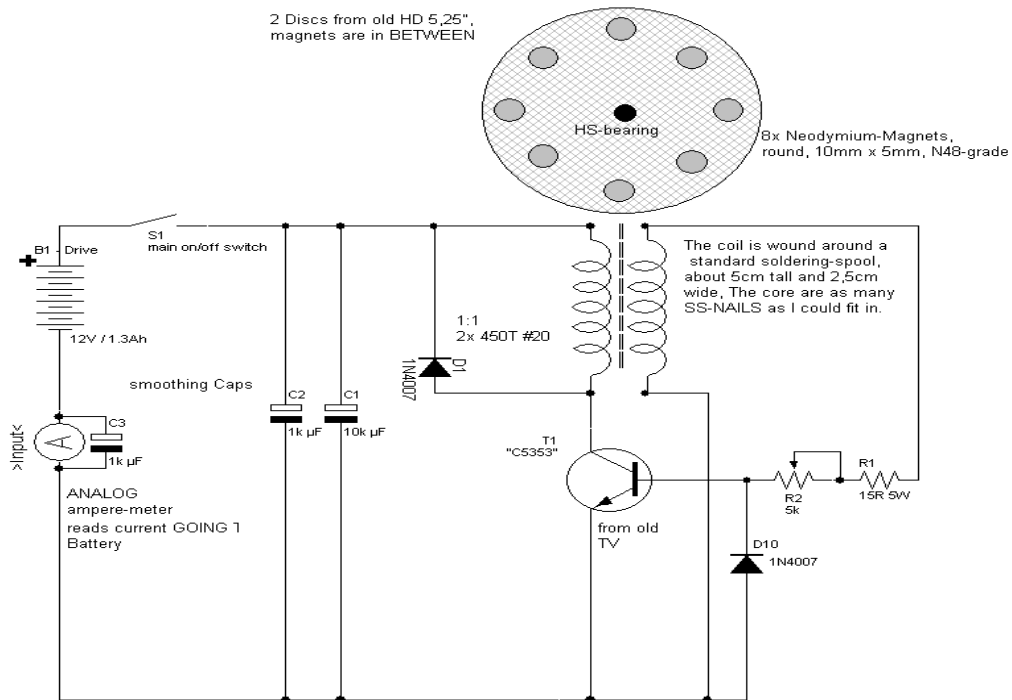 2 Discs from old HD 5,25",
magnets are in BETWEEN
HS-bearing
8x Neodymium-Magnets,
round, 10mm x 5mm, N48-grade
S1
main on/off switch
B1 - Drive
+
12V / 1.3Ah
The coil is wound around a
standard soldering-spool,
about 5cm tall and 2,5cm
wide, The core are as many
SS-NAILS as I could fit in.
1:1
2x 450T #20
D1
1N4007
smoothing Caps
C2
1k µF
C1
10k µF
C3
1k µF
>Input<
A
ANALOG
ampere-meter
reads current GOING T
Battery
T1
"C5353"
from old
TV
R2
5k
R1
15R 5W
D10
1N4007